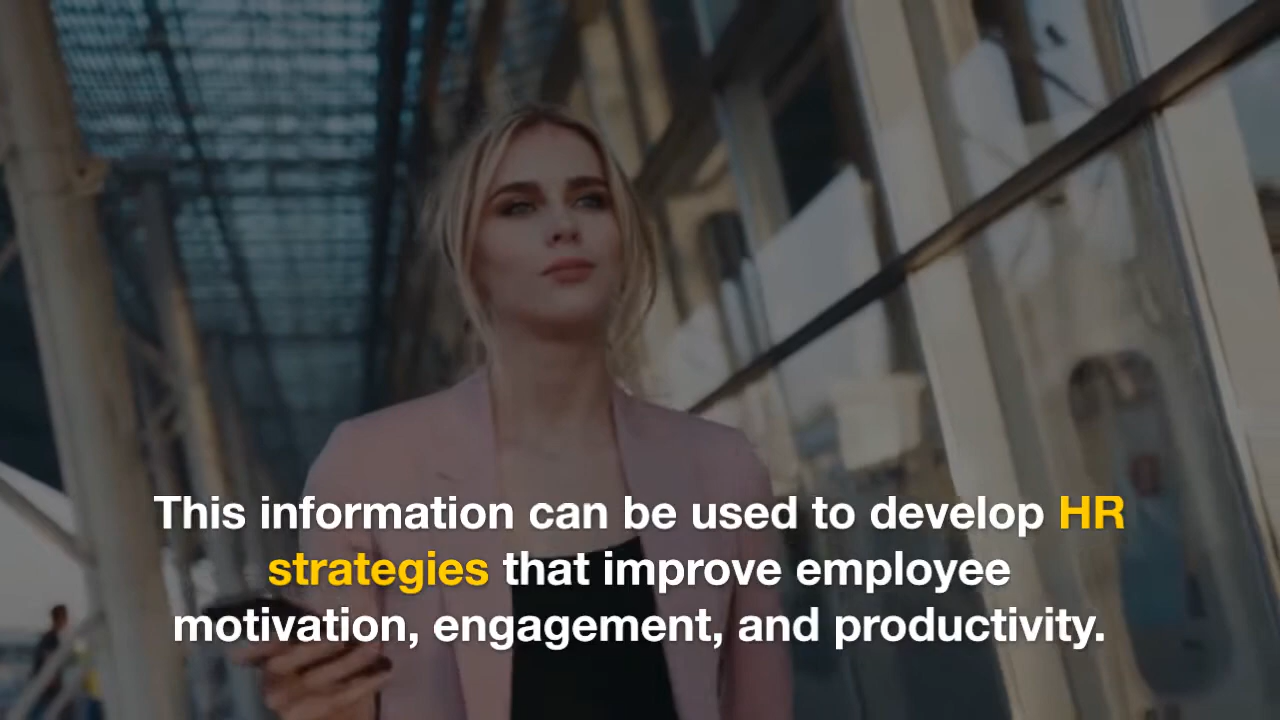 This information can be used to develop HR
strategies that improve employee
motivation, engagement, and productivity.